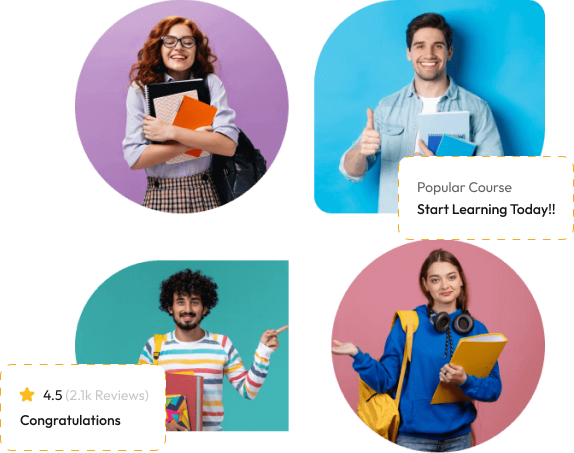 Popular Course
Start Learning Today!!
4.5 (2.1k Reviews)
Congratulations